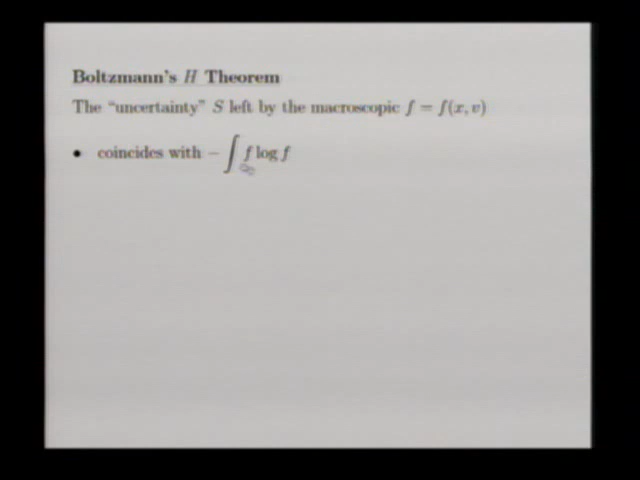 Boltzmann's H Theorem
The "uncertainty" S left by the macroscopic f = f(x, v)
• coincides with − ∫ f log f